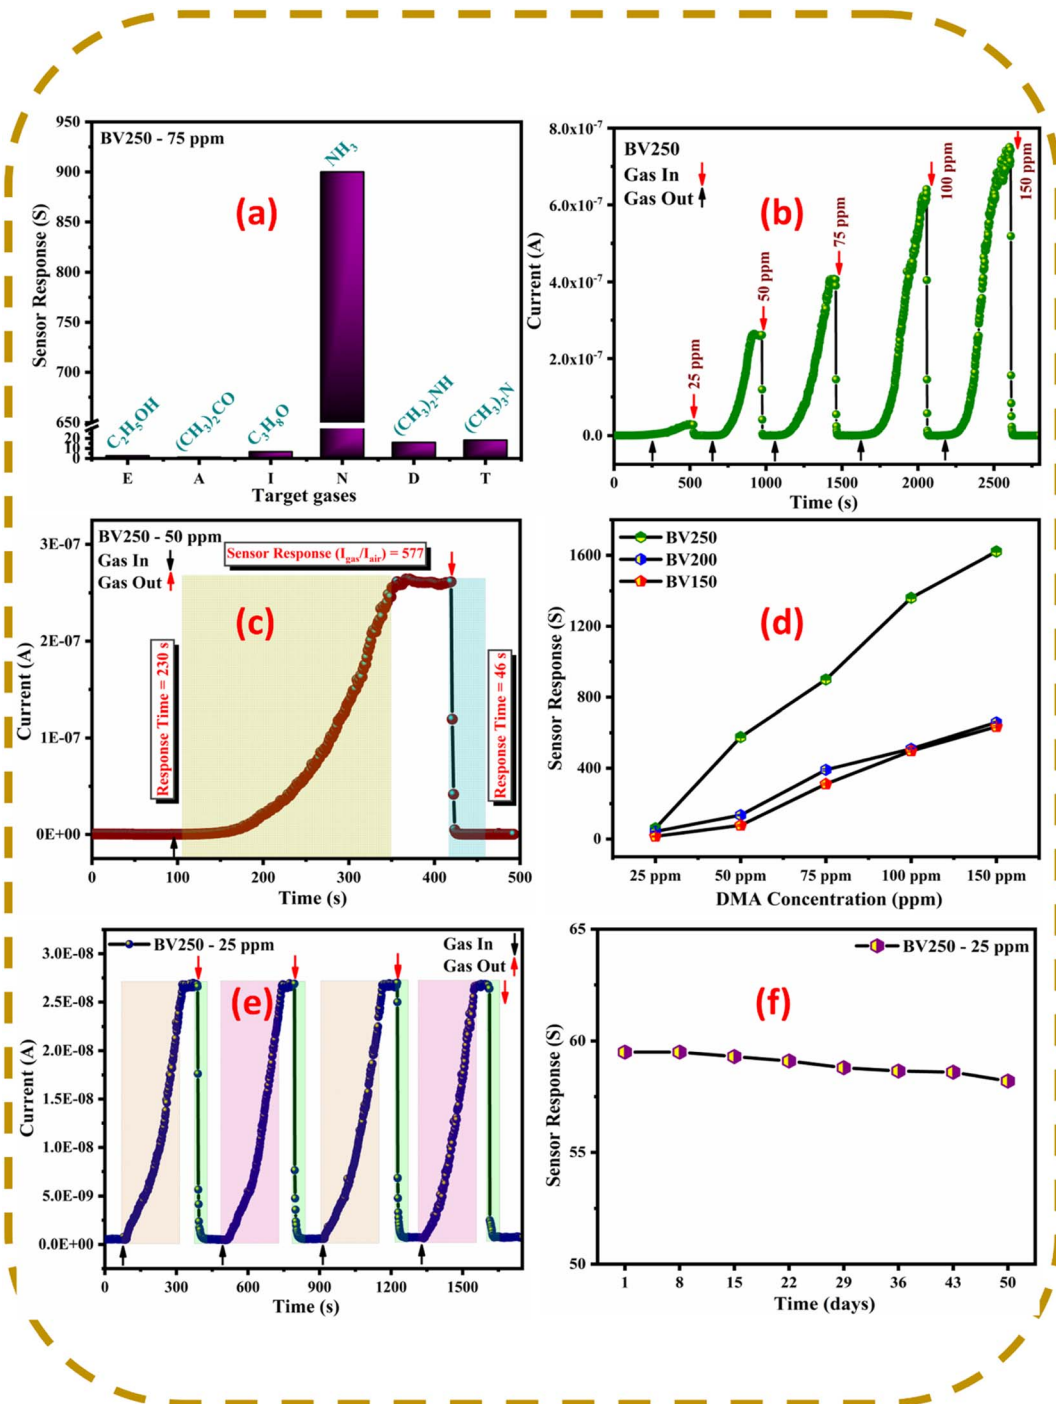 BV250 - 75 ppm
950
900
850
800
750
700
650
20
10
0
Sensor Response (S)
C₂H₅OH
(CH₃)₂CO
C₃H₈O
NH₃
(CH₃)₂NH
(CH₃)₃N
(a)
E A I N D T
Target gases
BV250
Gas In
Gas Out
8.0x10⁻⁷
6.0x10⁻⁷
4.0x10⁻⁷
2.0x10⁻⁷
0.0
Current (A)
25 ppm
50 ppm
75 ppm
100 ppm
150 ppm
(b)
0 500 1000 1500 2000 2500
Time (s)
BV250 - 50 ppm
Gas In
Gas Out
Sensor Response (I_gas/I_air) = 577
3E-07
2E-07
1E-07
0E+00
Current (A)
Response Time = 230 s
Response Time = 46 s
(c)
0 100 200 300 400 500
Time (s)
BV250
BV200
BV150
1600
1200
800
400
0
Sensor Response (S)
(d)
25 ppm 50 ppm 75 ppm 100 ppm 150 ppm
DMA Concentration (ppm)
BV250 - 25 ppm
Gas In
Gas Out
3.0E-08
2.5E-08
2.0E-08
1.5E-08
1.0E-08
5.0E-09
0.0E+00
Current (A)
(e)
0 300 600 900 1200 1500
Time (s)
BV250 - 25 ppm
65
60
55
50
Sensor Response (S)
(f)
1 8 15 22 29 36 43 50
Time (days)